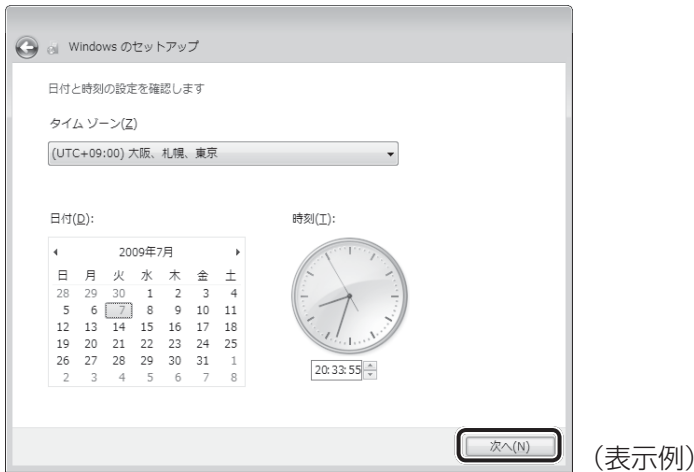 Windows のセットアップ
日付と時刻の設定を確認します
タイム ゾーン(Z)
(UTC+09:00) 大阪、札幌、東京
日付(D):
時刻(T):
2009年7月
日 月 火 水 木 金 土
28 29 30 1 2 3 4
5 6 7 8 9 10 11
12 13 14 15 16 17 18
19 20 21 22 23 24 25
26 27 28 29 30 31 1
2 3 4 5 6 7 8
20:33:55
次へ(N)
(表示例)